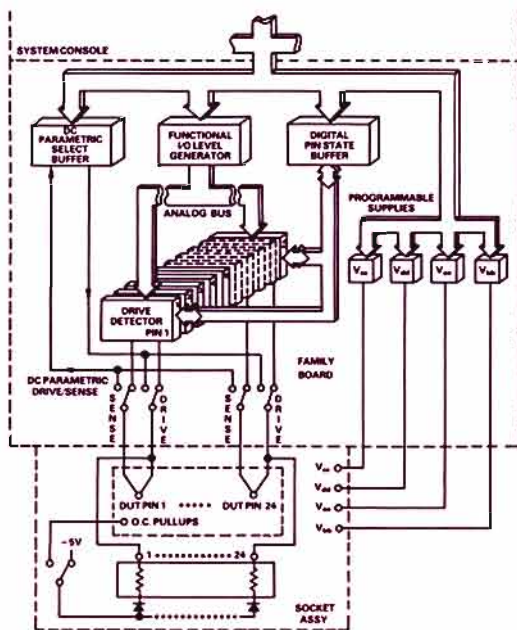 SYSTEM CONSOLE
DC
PARAMETRIC
SELECT
BUFFER
FUNCTIONAL
I/O LEVEL
GENERATOR
DIGITAL
PIN STATE
BUFFER
ANALOG BUS
PROGRAMMABLE
SUPPLIES
DRIVE
DETECTOR
PIN 1
FAMILY
BOARD
DC PARAMETRIC
DRIVE/SENSE
SENSE
DRIVE
SENSE
DRIVE
DUT PIN 1
DUT PIN 24
O.C. PULLUPS
-5V
1
24
SOCKET
ASSY